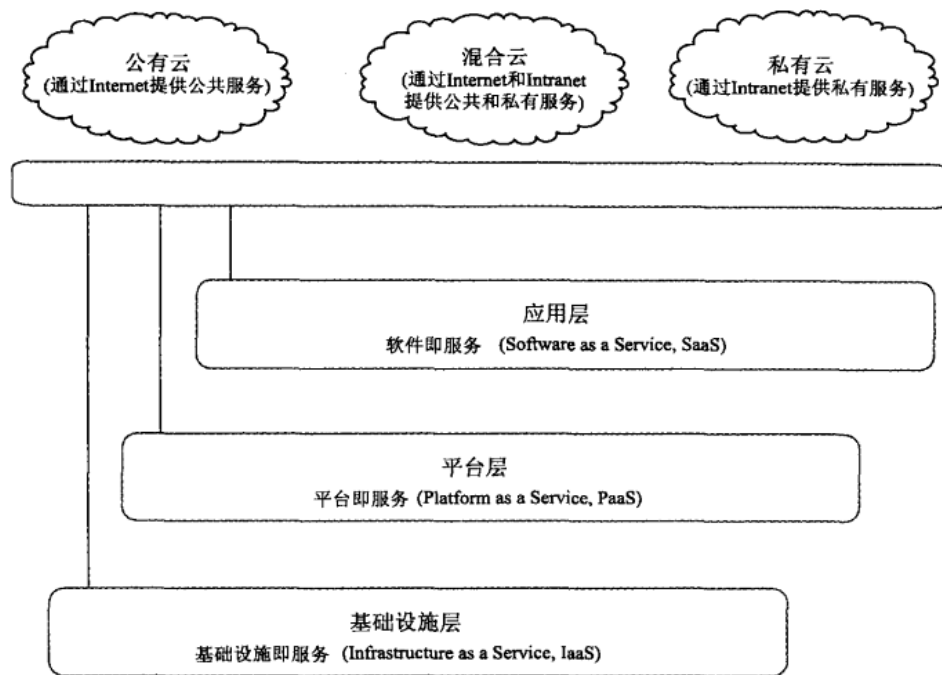 公有云
(通过Internet提供公共服务)
混合云
(通过Internet和Intranet
提供公共和私有服务)
私有云
(通过Intranet提供私有服务)
应用层
软件即服务 (Software as a Service, SaaS)
平台层
平台即服务 (Platform as a Service, PaaS)
基础设施层
基础设施即服务 (Infrastructure as a Service, IaaS)